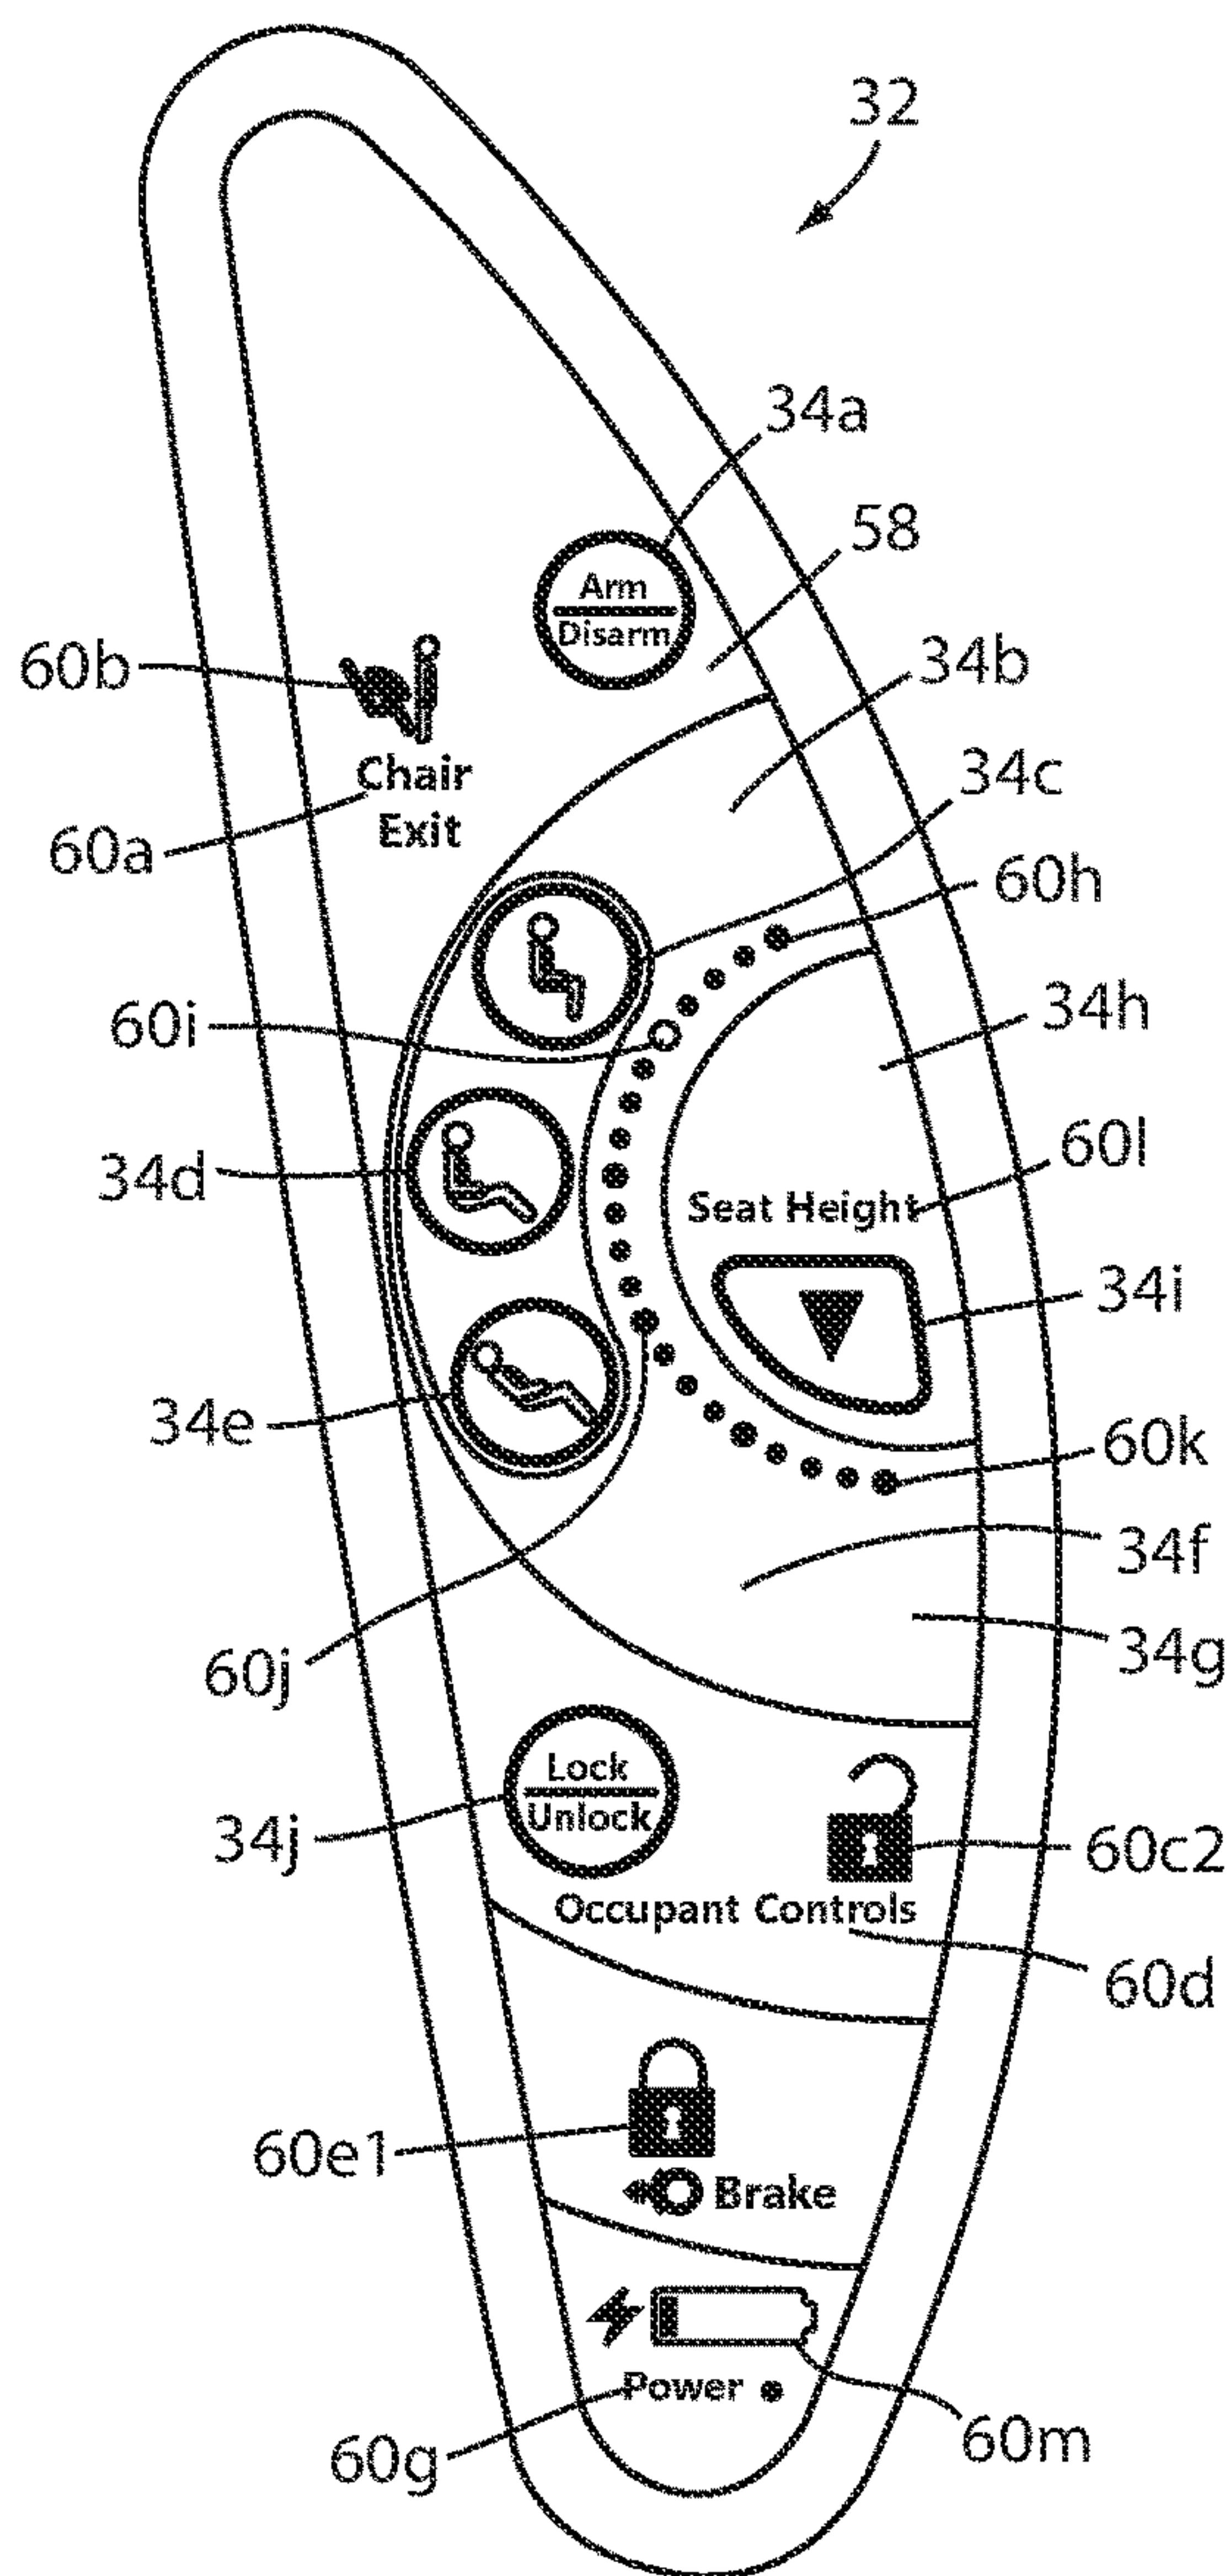 32
34a
Arm
Disarm
58
60b
34b
Chair
Exit
34c
60a
60h
60i
34h
34d
60l
Seat Height
34i
34e
60k
34f
60j
34g
Lock
Unlock
34j
60c2
Occupant Controls
60d
60e1
Brake
Power
60g
60m